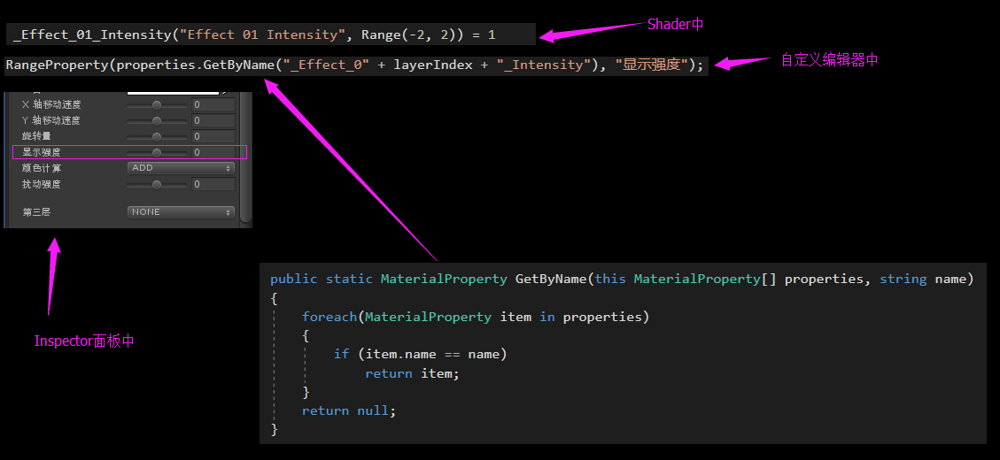 Shader中
_Effect_01_Intensity("Effect 01 Intensity", Range(-2, 2)) = 1
RangeProperty(properties.GetByName("_Effect_0" + layerIndex + "_Intensity"), "显示强度");
自定义编辑器中
X 轴移动速度 0
Y 轴移动速度 0
旋转量 0
显示强度 0
颜色计算 ADD
扰动强度 0
第三层 NONE
Inspector面板中
public static MaterialProperty GetByName(this MaterialProperty[] properties, string name)
{
foreach(MaterialProperty item in properties)
{
if (item.name == name)
return item;
}
return null;
}